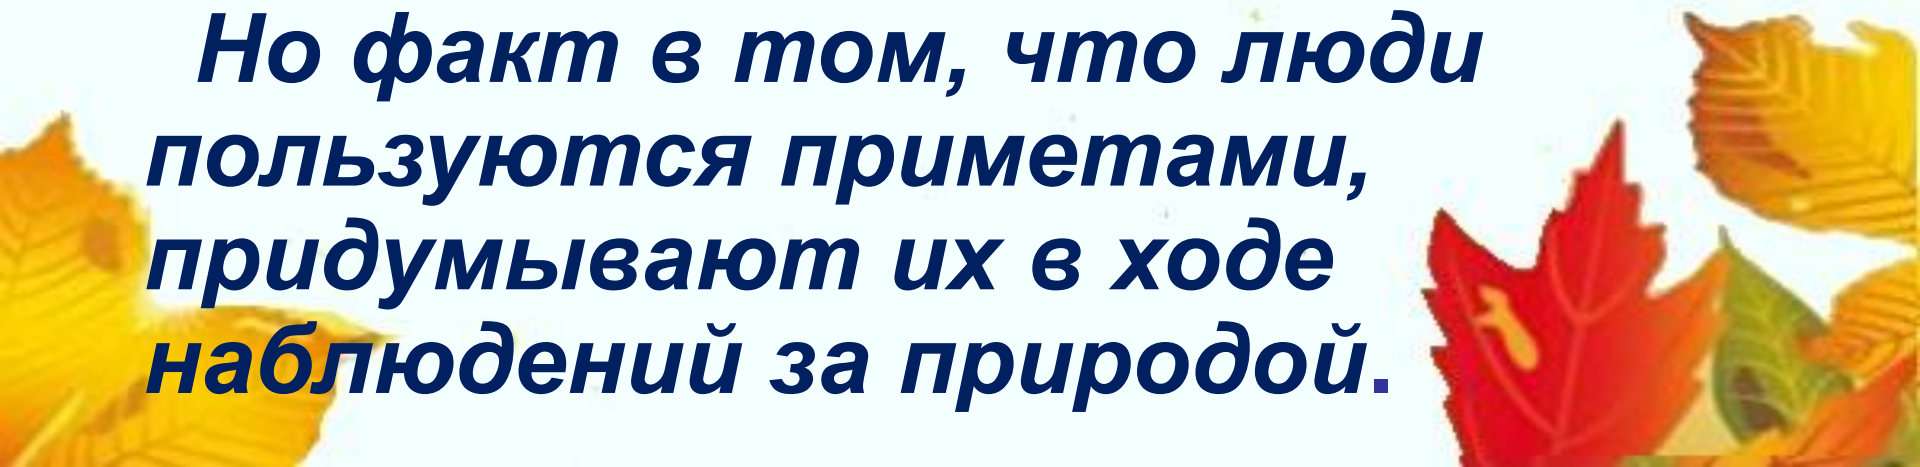 Но факт в том, что люди
пользуются приметами,
придумывают их в ходе
наблюдений за природой.